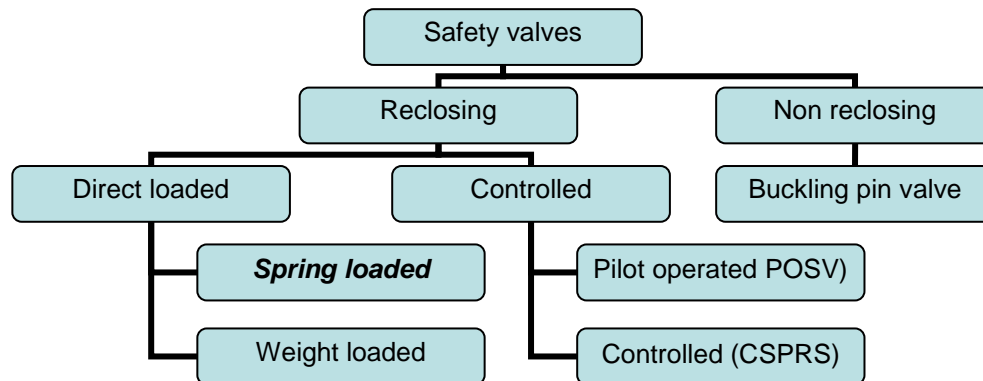 Safety valves
Reclosing
Non reclosing
Direct loaded
Controlled
Buckling pin valve
Spring loaded
Pilot operated POSV)
Weight loaded
Controlled (CSPRS)